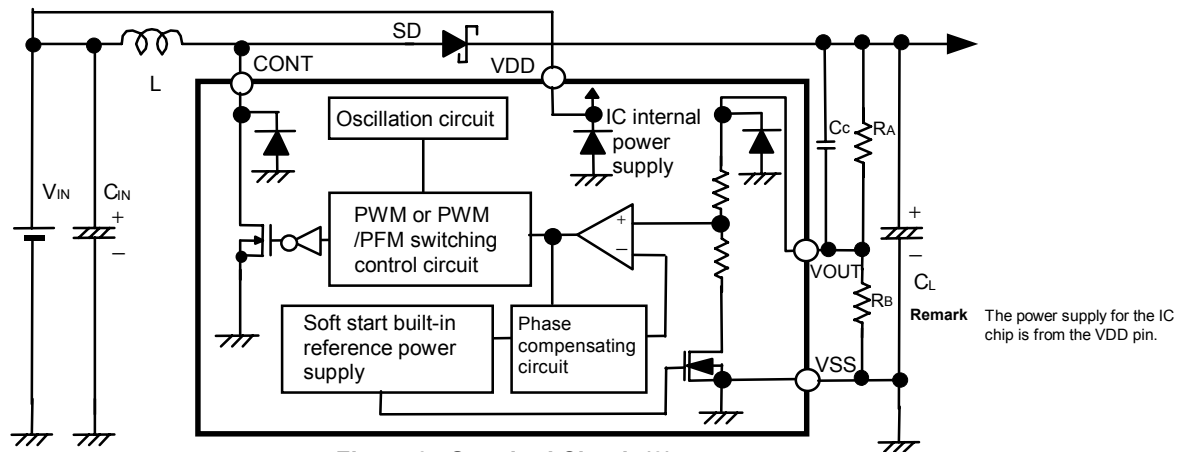 SD
CONT
VDD
L
Oscillation circuit
IC internal
power
supply
CC
RA
VIN
CIN
+
−
PWM or PWM
/PFM switching
control circuit
+
−
+
−
VOUT
CL
RB
Remark The power supply for the IC
chip is from the VDD pin.
Soft start built-in
reference power
supply
Phase
compensating
circuit
VSS